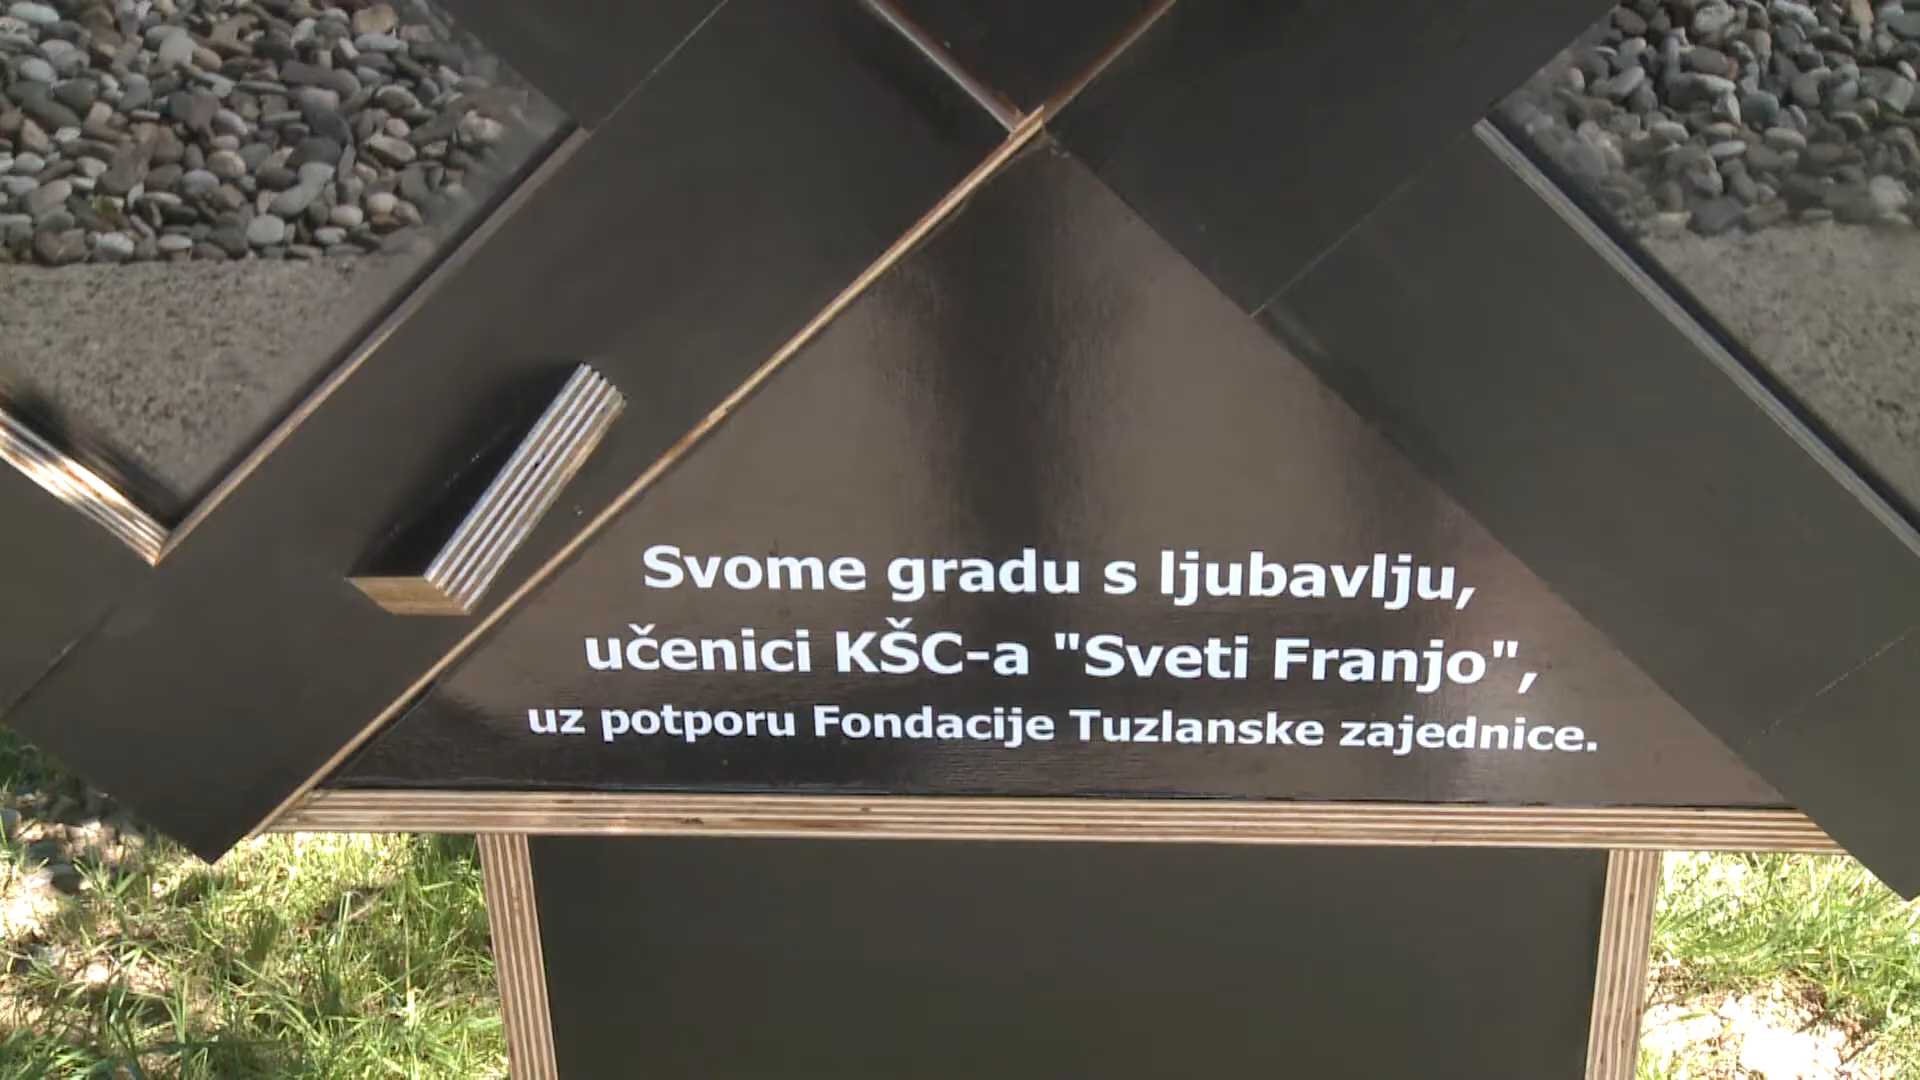 Svome gradu s ljubavlju,
učenici KŠC-a "Sveti Franjo",
uz potporu Fondacije Tuzlanske zajednice.